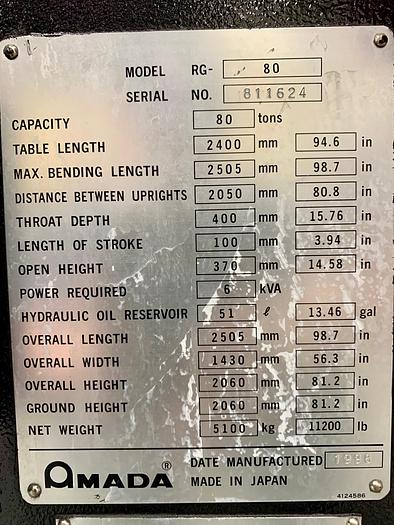 MODEL RG- 80
SERIAL NO. 811624
CAPACITY 80 tons
TABLE LENGTH 2400 mm 94.6 in
MAX. BENDING LENGTH 2505 mm 98.7 in
DISTANCE BETWEEN UPRIGHTS 2050 mm 80.8 in
THROAT DEPTH 400 mm 15.76 in
LENGTH OF STROKE 100 mm 3.94 in
OPEN HEIGHT 370 mm 14.58 in
POWER REQUIRED 6 kVA
HYDRAULIC OIL RESERVOIR 51 ℓ 13.46 gal
OVERALL LENGTH 2505 mm 98.7 in
OVERALL WIDTH 1430 mm 56.3 in
OVERALL HEIGHT 2060 mm 81.2 in
GROUND HEIGHT 2060 mm 81.2 in
NET WEIGHT 5100 kg 11200 lb
AMADA® DATE MANUFACTURED
MADE IN JAPAN 4124586